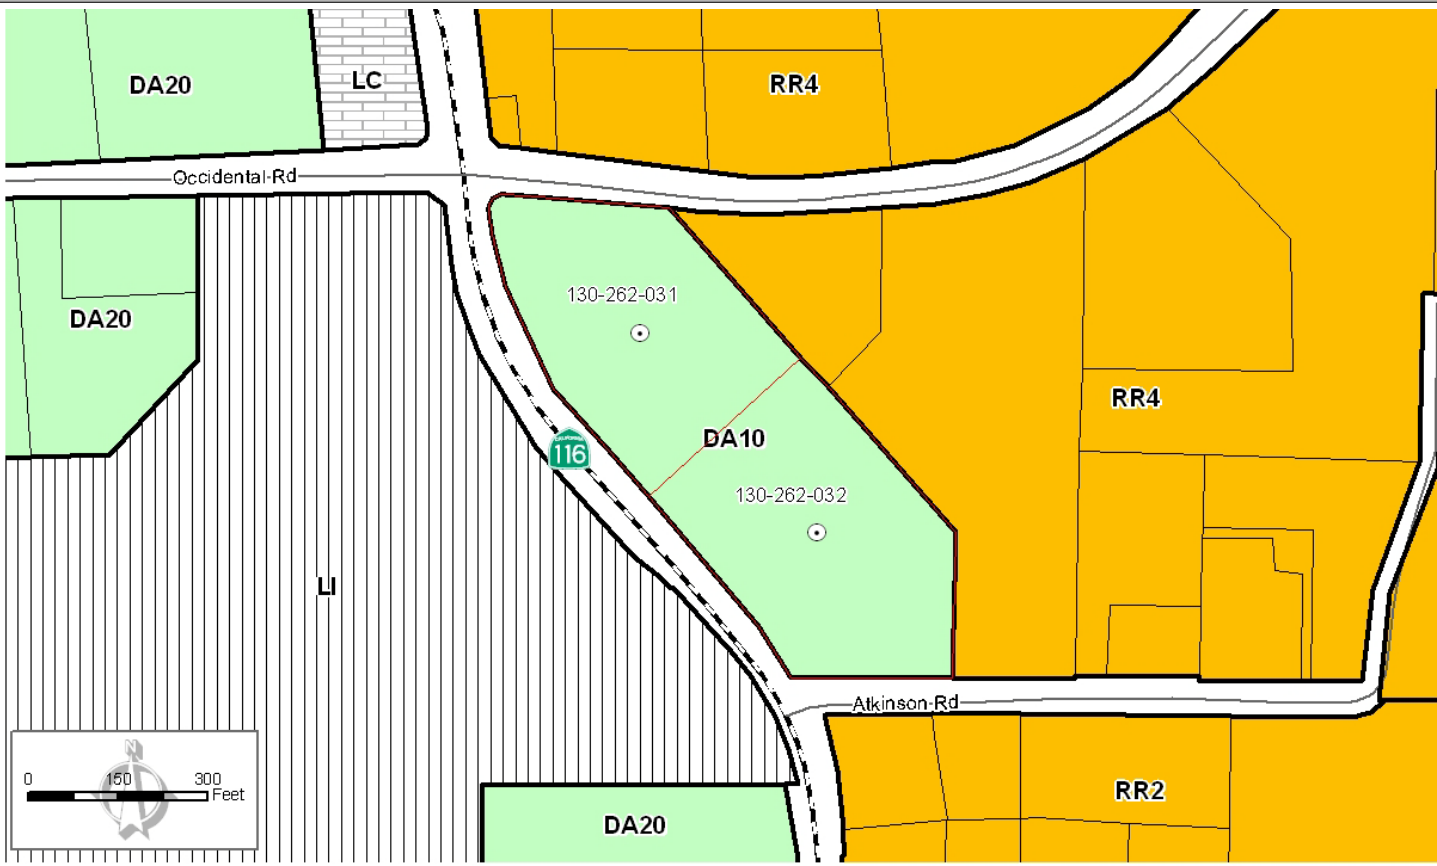 DA20
LC
RR4
Occidental Rd
130-262-031
DA20
RR4
DA10
CALIFORNIA
116
130-262-032
LI
Atkinson Rd
N
0 150 300
Feet
RR2
DA20